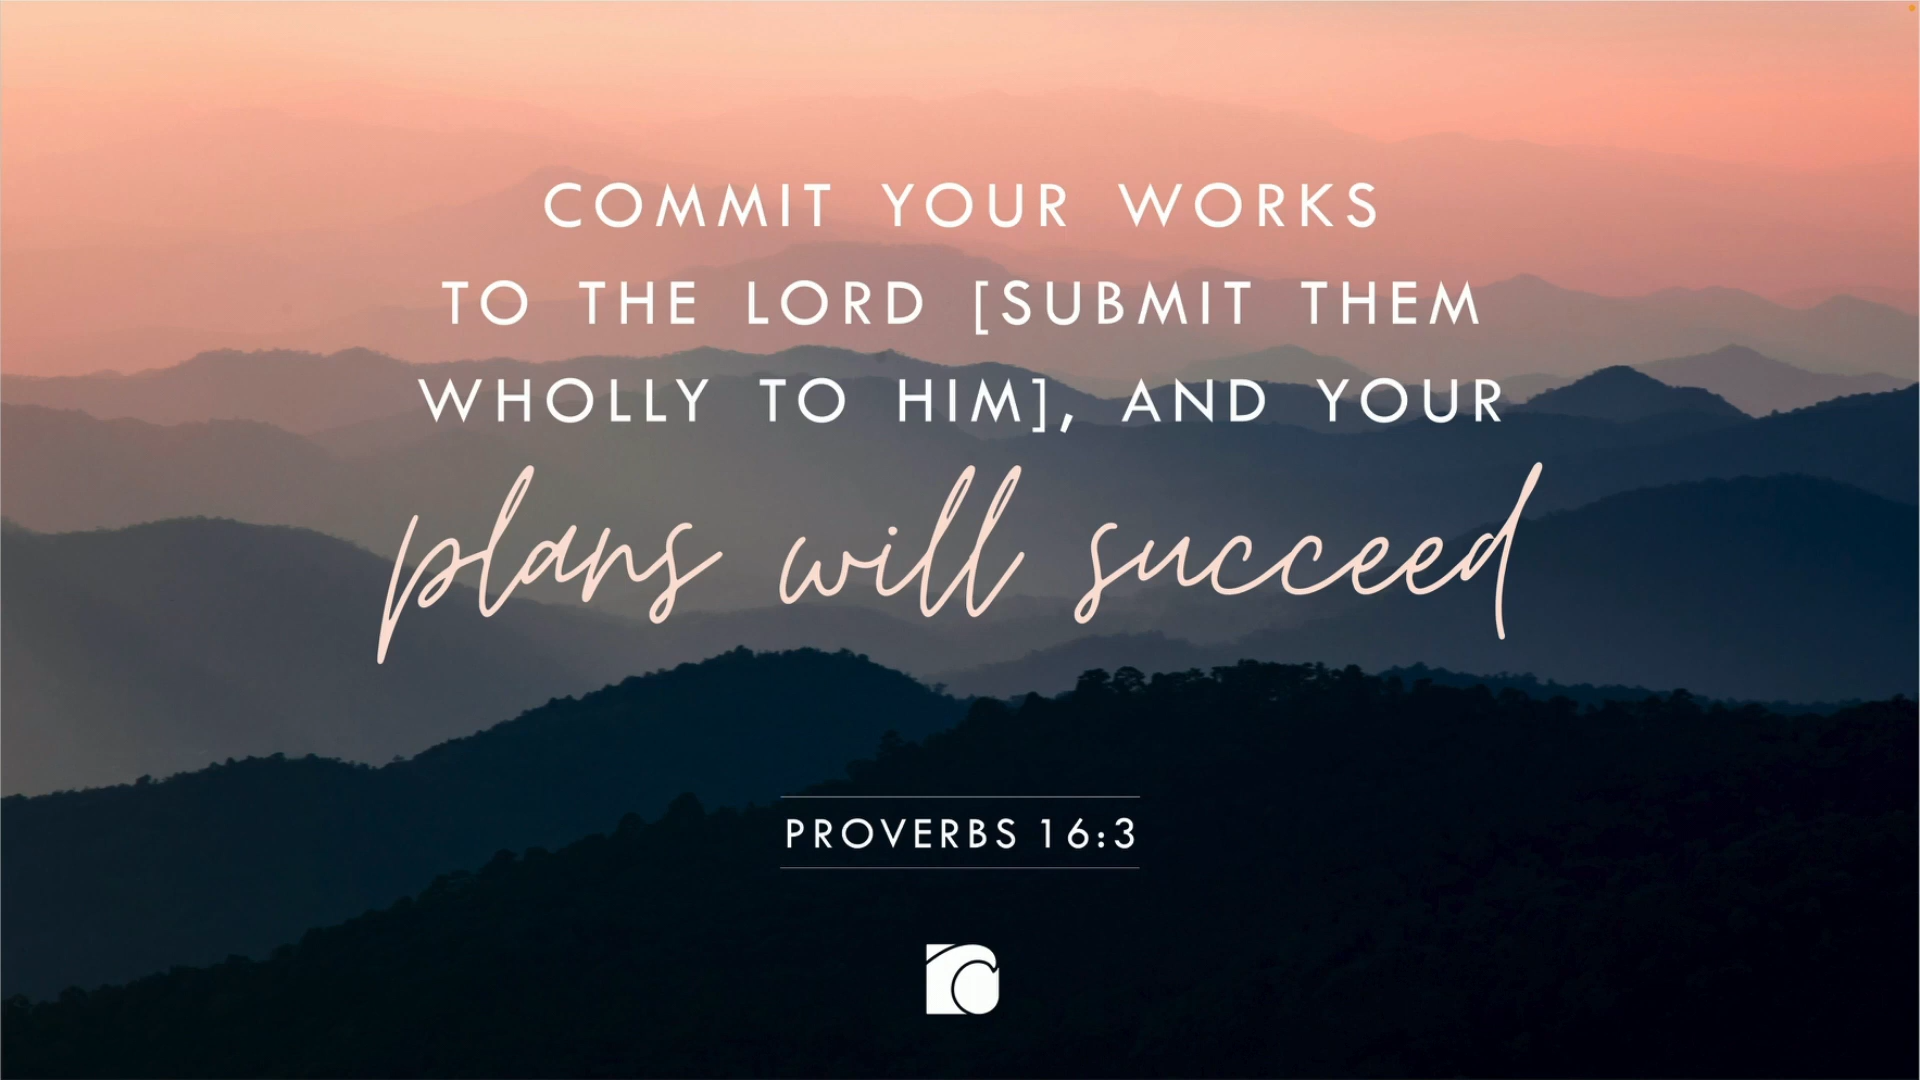 COMMIT YOUR WORKS
TO THE LORD [SUBMIT THEM
WHOLLY TO HIM], AND YOUR
plans will succeed
PROVERBS 16:3